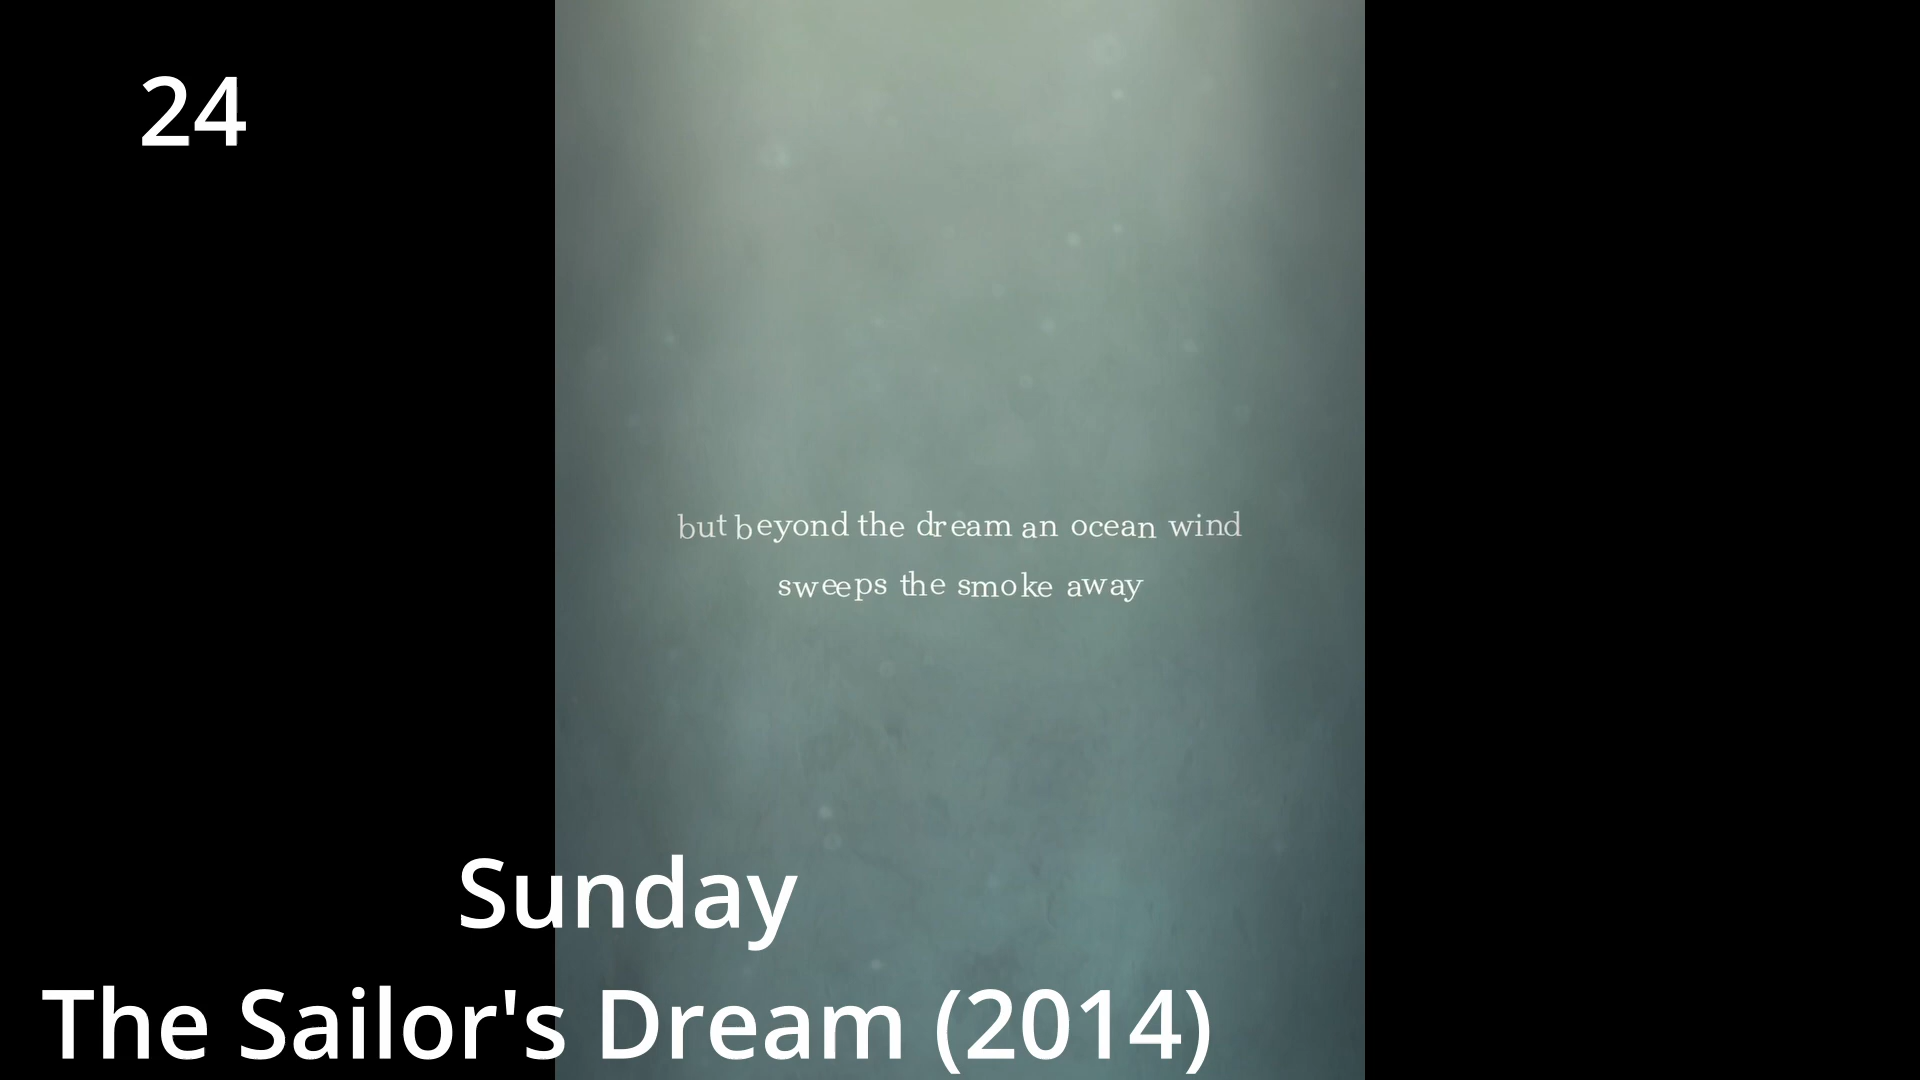 24
but beyond the dream an ocean wind
sweeps the smoke away
Sunday
The Sailor's Dream (2014)